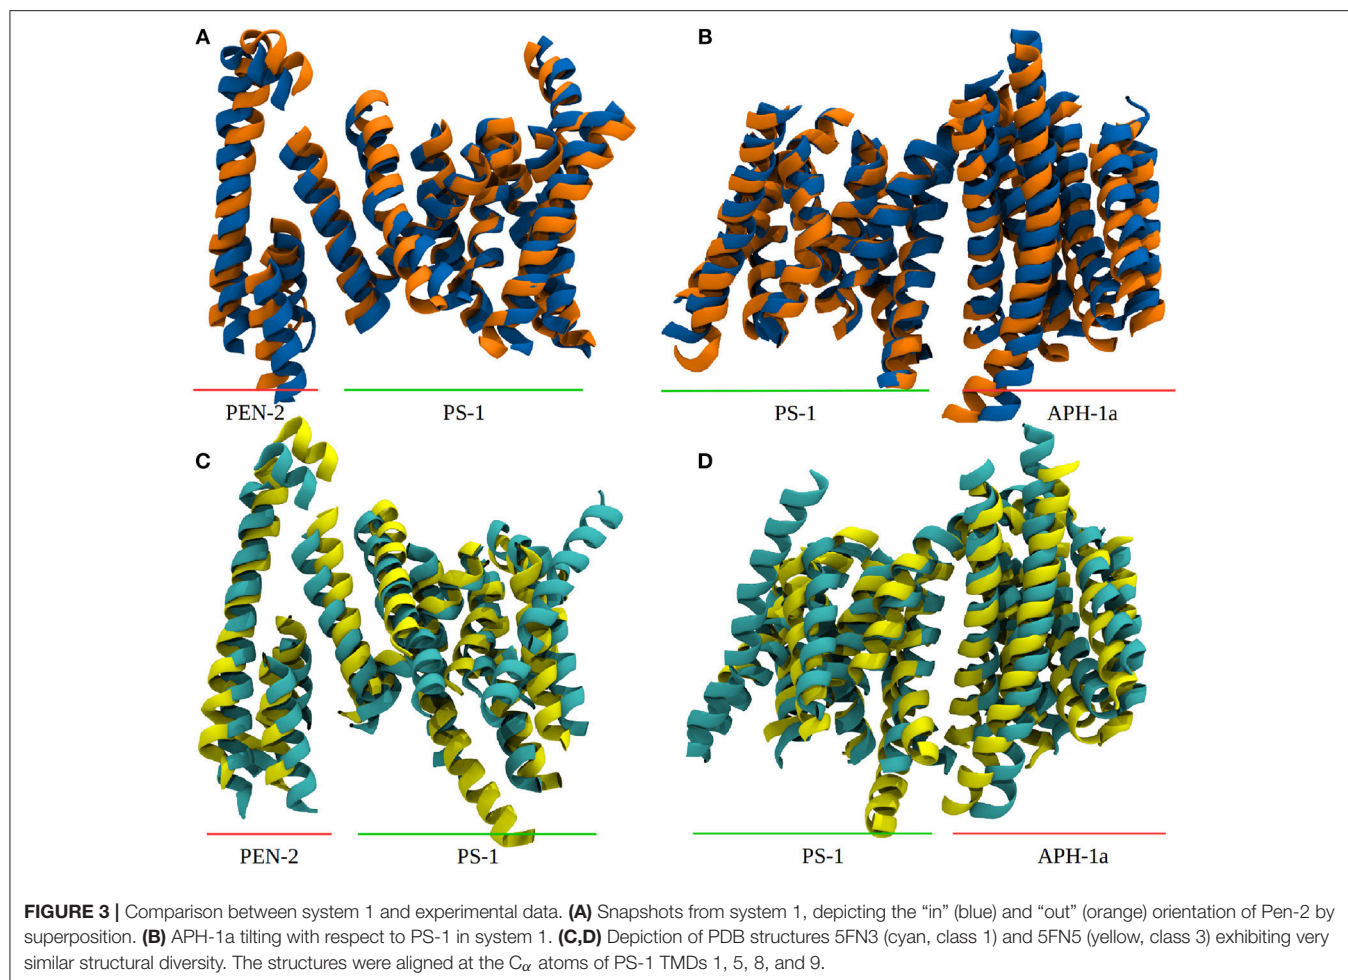 A
B
PEN-2
PS-1
PS-1
APH-1a
C
D
PEN-2
PS-1
PS-1
APH-1a
FIGURE 3 | Comparison between system 1 and experimental data. (A) Snapshots from system 1, depicting the “in” (blue) and “out” (orange) orientation of Pen-2 by
superposition. (B) APH-1a tilting with respect to PS-1 in system 1. (C,D) Depiction of PDB structures 5FN3 (cyan, class 1) and 5FN5 (yellow, class 3) exhibiting very
similar structural diversity. The structures were aligned at the Cα atoms of PS-1 TMDs 1, 5, 8, and 9.